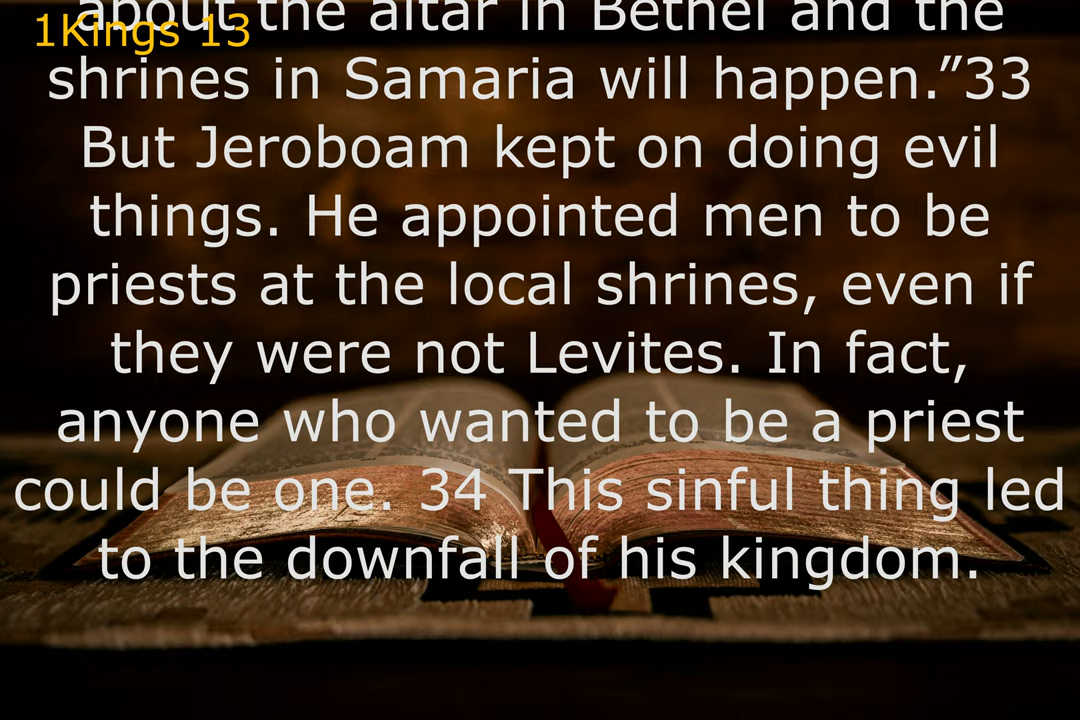 about the altar in Bethel and the
1Kings 13
shrines in Samaria will happen.”33
But Jeroboam kept on doing evil
things. He appointed men to be
priests at the local shrines, even if
they were not Levites. In fact,
anyone who wanted to be a priest
could be one. 34 This sinful thing led
to the downfall of his kingdom.